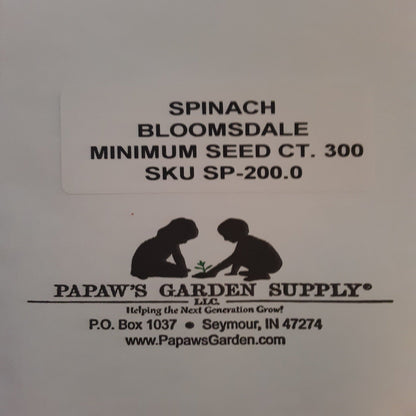 SPINACH
BLOOMSDALE
MINIMUM SEED CT. 300
SKU SP-200.0
PAPAW'S GARDEN SUPPLY®
LLC.
Helping the Next Generation Grow!
P.O. Box 1037 ● Seymour, IN 47274
www.PapawsGarden.com